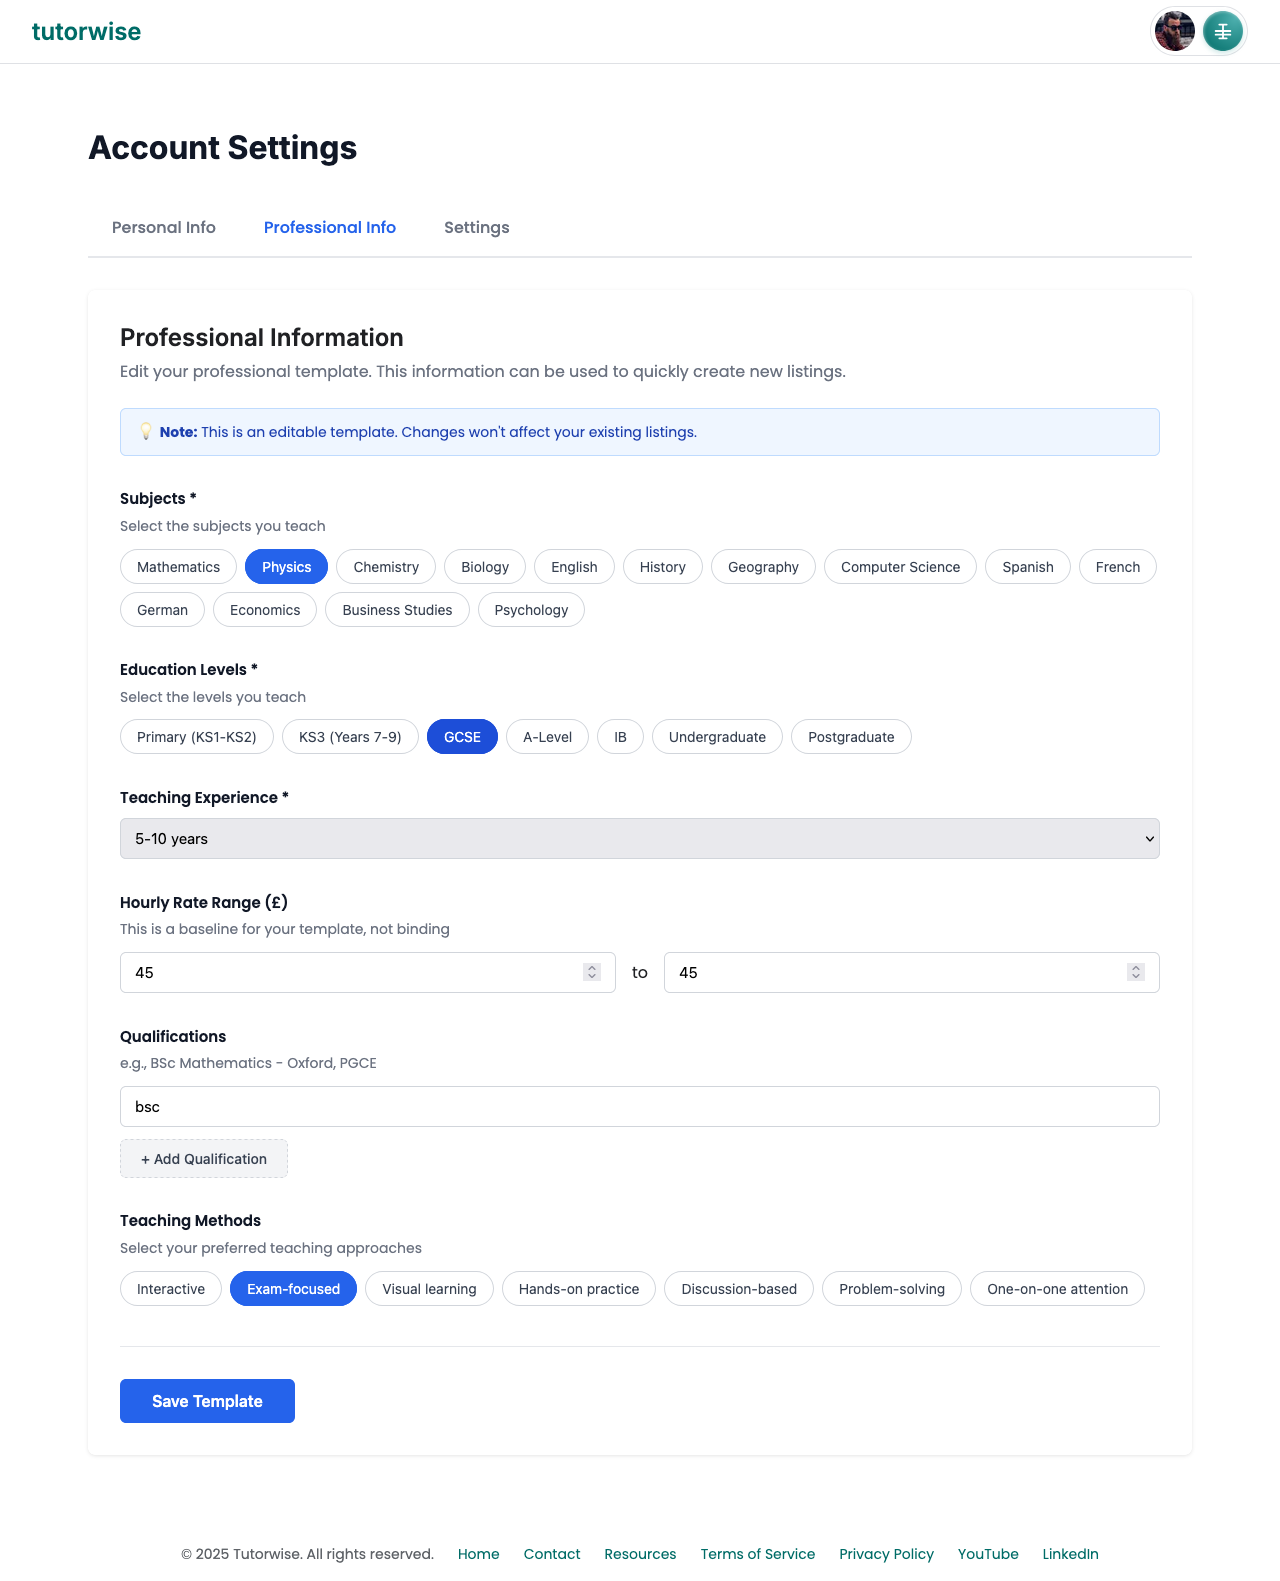 tutorwise
Account Settings
Personal Info
Professional Info
Settings
Professional Information
Edit your professional template. This information can be used to quickly create new listings.
💡 Note: This is an editable template. Changes won't affect your existing listings.
Subjects *
Select the subjects you teach
Mathematics Physics Chemistry Biology English History Geography Computer Science Spanish French
German Economics Business Studies Psychology
Education Levels *
Select the levels you teach
Primary (KS1-KS2) KS3 (Years 7-9) GCSE A-Level IB Undergraduate Postgraduate
Teaching Experience *
5-10 years
Hourly Rate Range (£)
This is a baseline for your template, not binding
45 to 45
Qualifications
e.g., BSc Mathematics - Oxford, PGCE
bsc
+ Add Qualification
Teaching Methods
Select your preferred teaching approaches
Interactive Exam-focused Visual learning Hands-on practice Discussion-based Problem-solving One-on-one attention
Save Template
© 2025 Tutorwise. All rights reserved. Home Contact Resources Terms of Service Privacy Policy YouTube LinkedIn